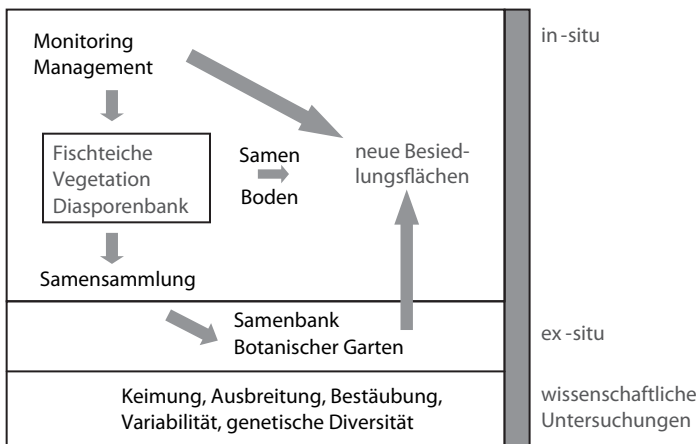 Monitoring
Management
in-situ
Fischteiche
Vegetation
Diasporenbank
Samen
Boden
neue Besied-
lungsflächen
Samensammlung
Samenbank
Botanischer Garten
ex-situ
Keimung, Ausbreitung, Bestäubung,
Variabilität, genetische Diversität
wissenschaftliche
Untersuchungen